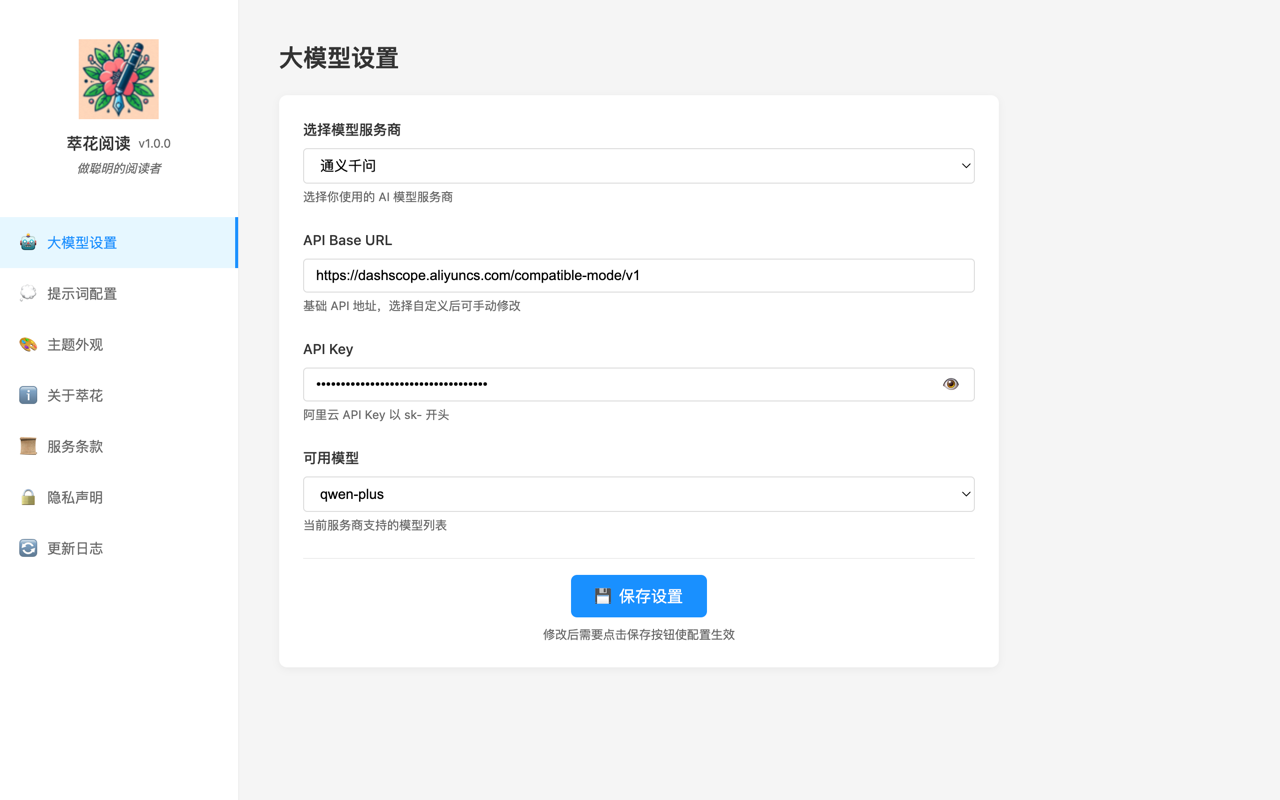 萃花阅读 v1.0.0
做聪明的阅读者
大模型设置
提示词配置
主题外观
关于萃花
服务条款
隐私声明
更新日志
大模型设置
选择模型服务商
通义千问
选择你使用的 AI 模型服务商
API Base URL
https://dashscope.aliyuncs.com/compatible-mode/v1
基础 API 地址，选择自定义后可手动修改
API Key
•••••••••••••••••••••••••••••••••••
阿里云 API Key 以 sk- 开头
可用模型
qwen-plus
当前服务商支持的模型列表
保存设置
修改后需要点击保存按钮使配置生效